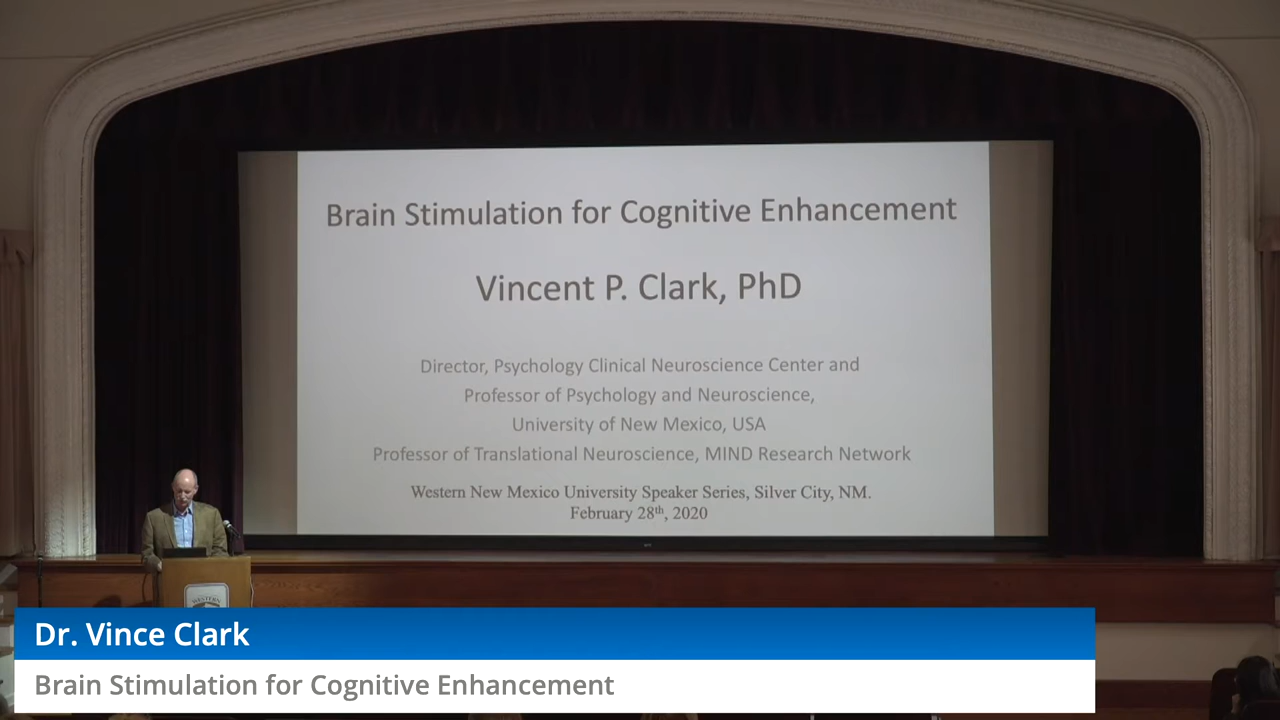 Brain Stimulation for Cognitive Enhancement
Vincent P. Clark, PhD
Director, Psychology Clinical Neuroscience Center and
Professor of Psychology and Neuroscience,
University of New Mexico, USA
Professor of Translational Neuroscience, MIND Research Network
Western New Mexico University Speaker Series, Silver City, NM.
February 28th, 2020
WESTERN
Dr. Vince Clark
Brain Stimulation for Cognitive Enhancement